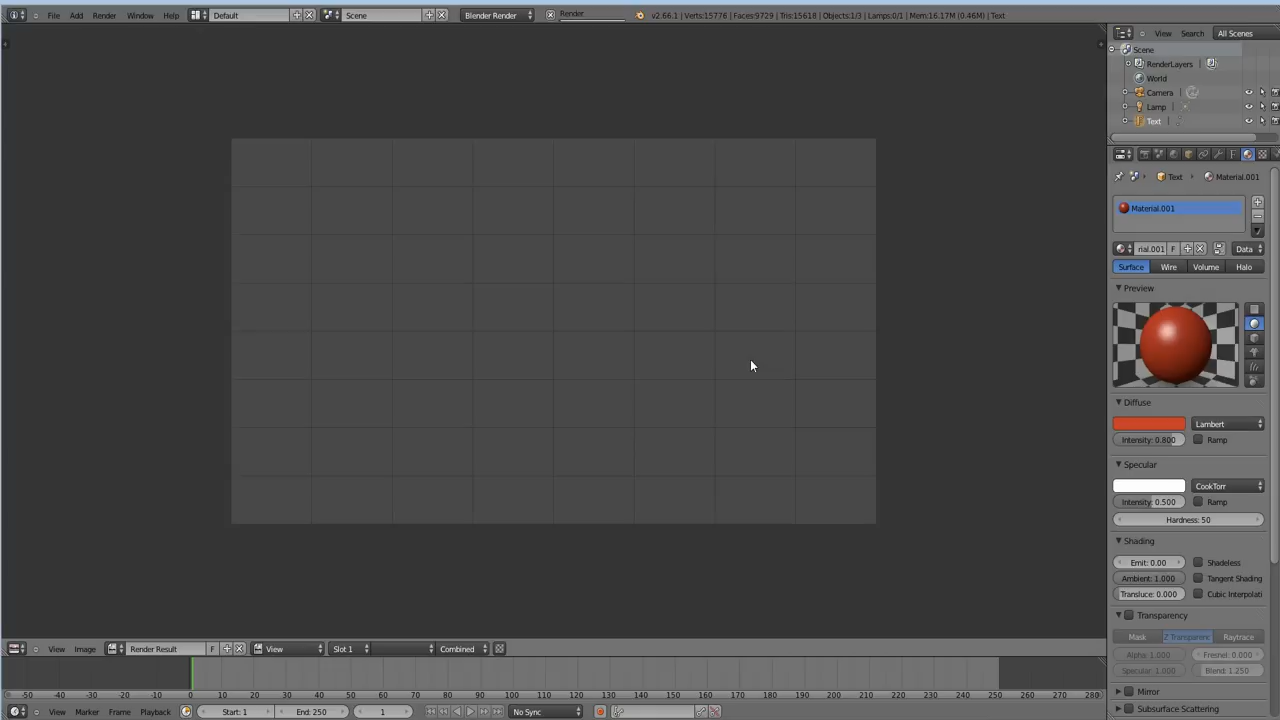 File Add Render Window Help Default Scene Blender Render Render v2.66.1 | Verts:15776 | Faces:9729 | Tris:15618 | Objects:1/3 | Lamps:0/1 | Mem:16.17M (0.46M) | Text
View Search All Scenes
Scene
RenderLayers
World
Camera
Lamp
Text
F
Text Material.001
Material.001
rial.001 F Data
Surface Wire Volume Halo
Preview
Diffuse
Lambert
Intensity: 0.800 Ramp
Specular
CookTorr
Intensity: 0.500 Ramp
Hardness: 50
Shading
Emit: 0.00 Shadeless
Ambient: 1.000 Tangent Shading
Transluce: 0.000 Cubic Interpolati
Transparency
Mask Z Transparenc Raytrace
Alpha: 1.000 Fresnel: 0.000
Specular: 1.000 Blend: 1.250
Mirror
Subsurface Scattering
View Image Render Result F View Slot 1 Combined
-50 -40 -30 -20 -10 0 10 20 30 40 50 60 70 80 90 100 110 120 130 140 150 160 170 180 190 200 210 220 230 240 250 260 270 280
View Marker Frame Playback Start: 1 End: 250 1 No Sync